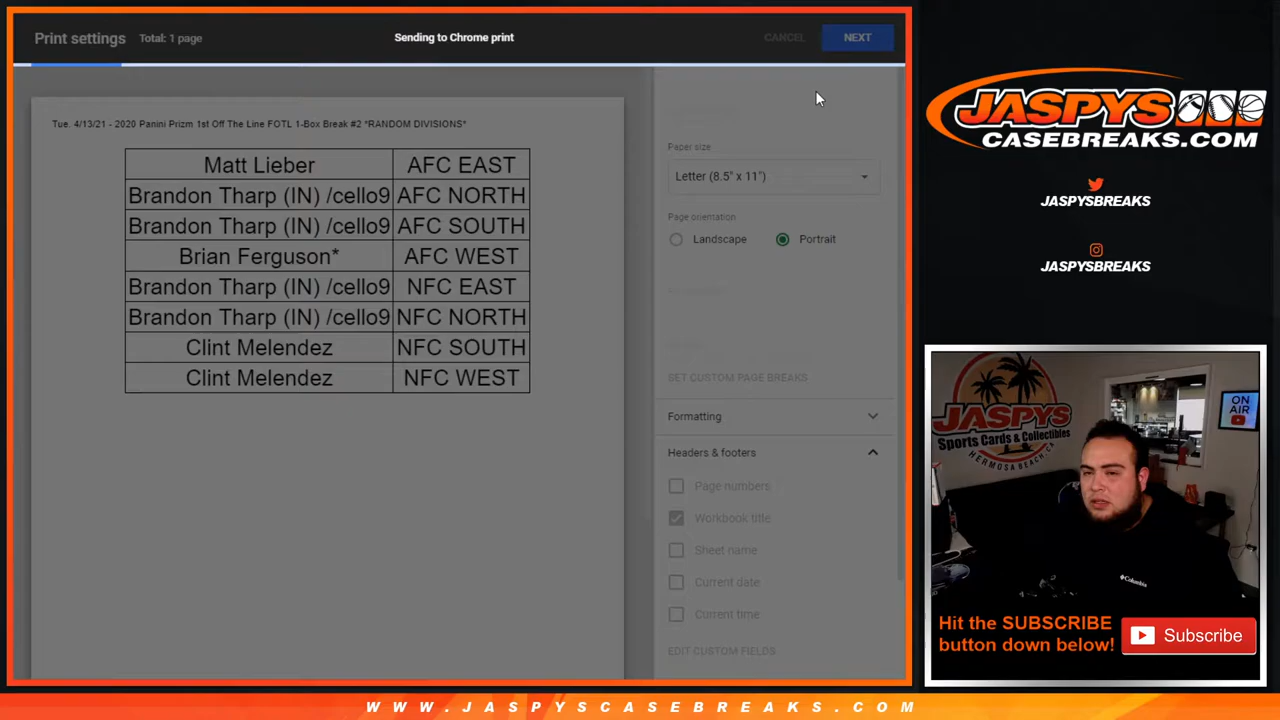 Print settings Total: 1 page Sending to Chrome print CANCEL NEXT
Tue. 4/13/21 - 2020 Panini Prizm 1st Off The Line FOTL 1-Box Break #2 *RANDOM DIVISIONS*
Matt Lieber AFC EAST
Brandon Tharp (IN) /cello9 AFC NORTH
Brandon Tharp (IN) /cello9 AFC SOUTH
Brian Ferguson* AFC WEST
Brandon Tharp (IN) /cello9 NFC EAST
Brandon Tharp (IN) /cello9 NFC NORTH
Clint Melendez NFC SOUTH
Clint Melendez NFC WEST
Paper size
Letter (8.5" x 11")
Page orientation
Landscape Portrait
SET CUSTOM PAGE BREAKS
Formatting
Headers & footers
Page numbers
Workbook title
Sheet name
Current date
Current time
EDIT CUSTOM FIELDS
JASPYS
CASEBREAKS.COM
JASPYSBREAKS
JASPYSBREAKS
JASPYS
Sports Cards & Collectibles
HERMOSA BEACH, CA
ON
AIR
Columbia
Hit the SUBSCRIBE
button down below!
Subscribe
WWW.JASPYSCASEBREAKS.COM